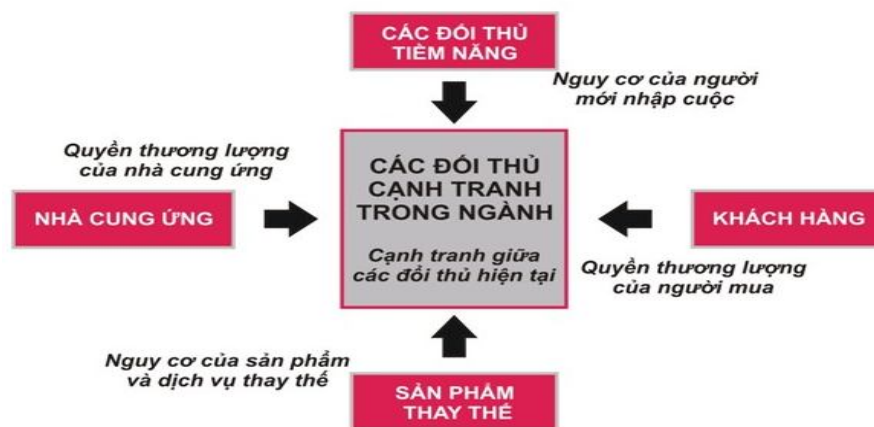 CÁC ĐỐI THỦ
TIỀM NĂNG
Nguy cơ của người
mới nhập cuộc
Quyền thương lượng
của nhà cung ứng
NHÀ CUNG ỨNG
CÁC ĐỐI THỦ
CẠNH TRANH
TRONG NGÀNH
Cạnh tranh giữa
các đối thủ hiện tại
KHÁCH HÀNG
Quyền thương lượng
của người mua
Nguy cơ của sản phẩm
và dịch vụ thay thế
SẢN PHẨM
THAY THẾ